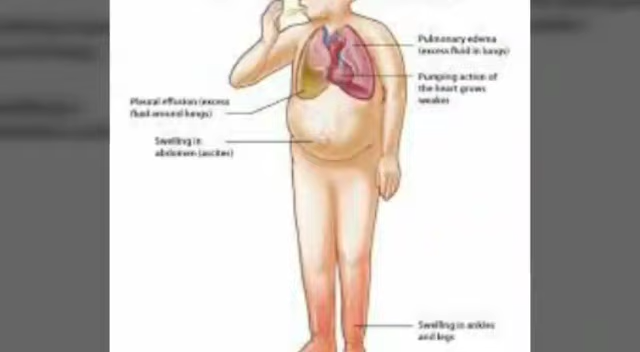 Pulmonary edema
(excess fluid in lungs)
Pumping action of
the heart grows
weaker
Pleural effusion (excess
fluid around lungs)
Swelling in
abdomen (ascites)
Swelling in ankles
and legs